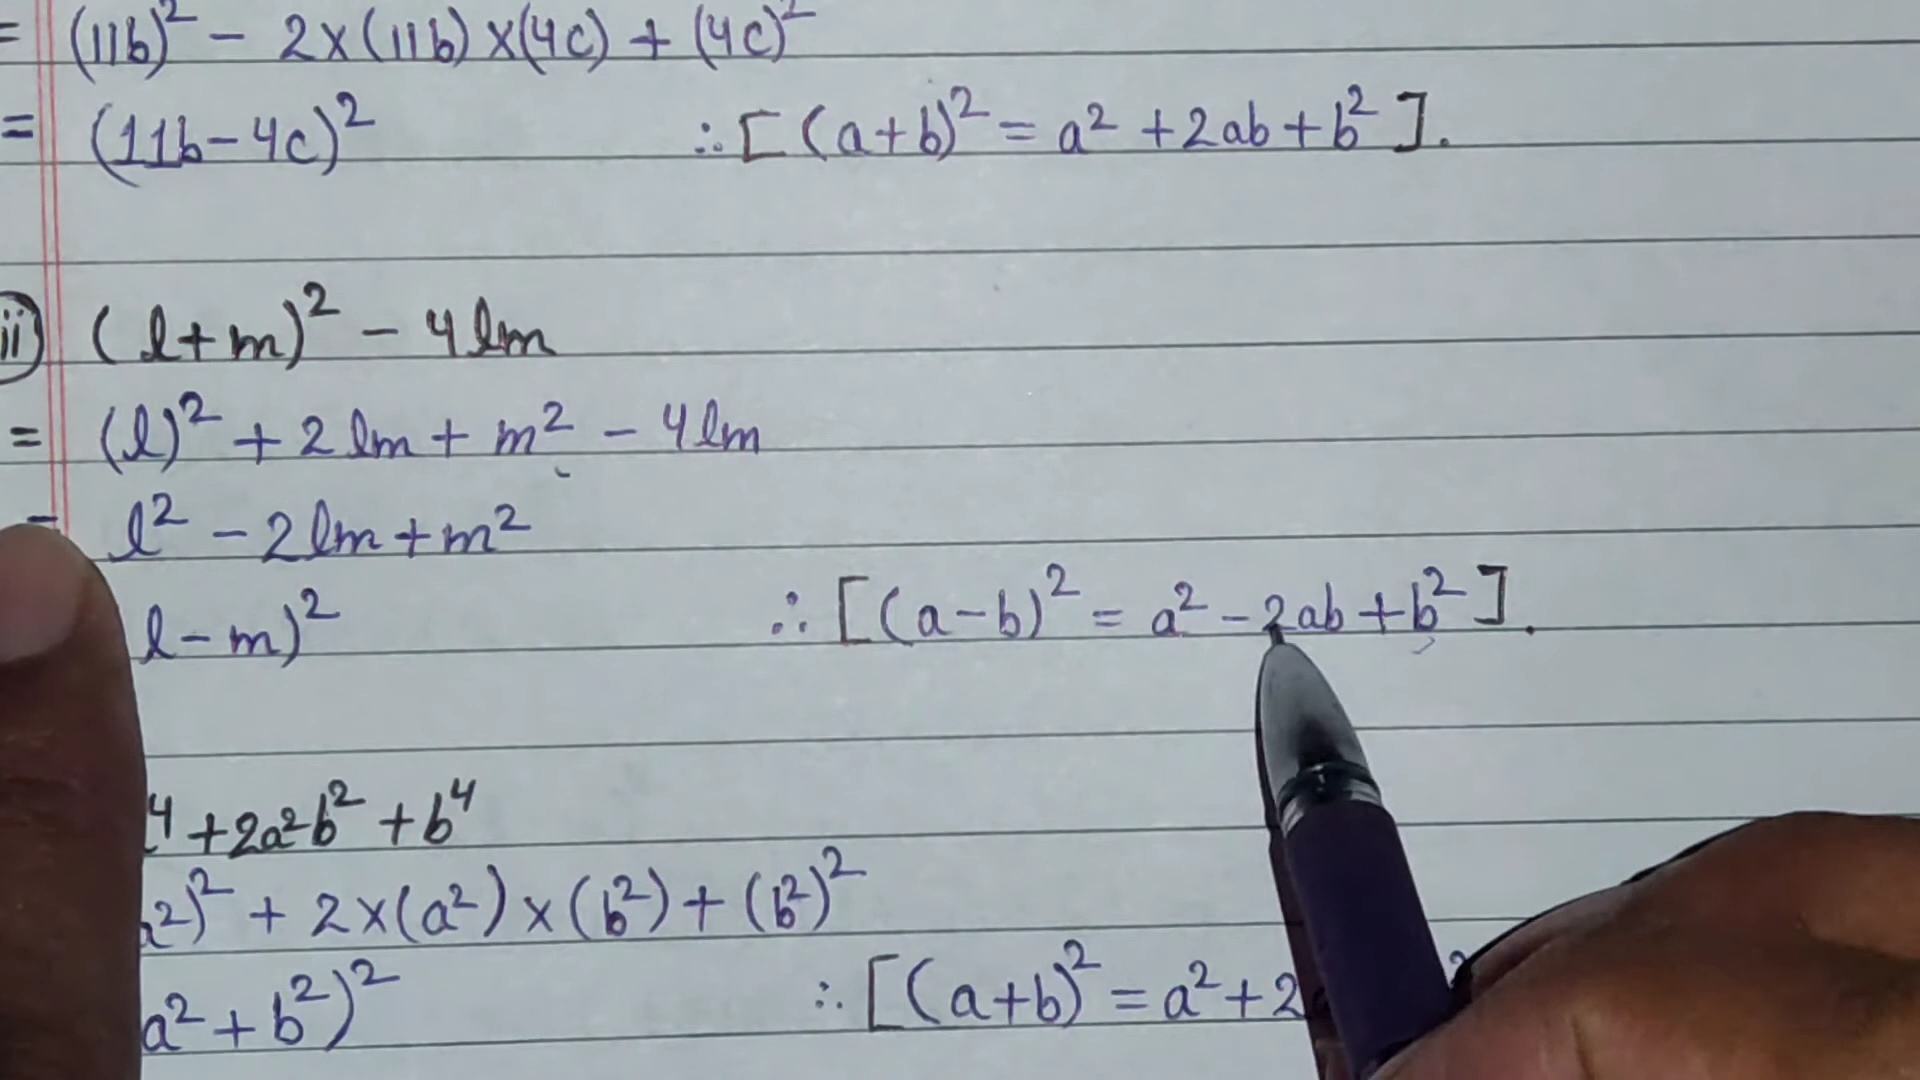 = (11b)² - 2×(11b)×(4c) + (4c)²
= (11b-4c)² ∴ [(a+b)² = a² +2ab+b²].
ii) (l+m)² - 4lm
= (l)² + 2lm + m² - 4lm
= l² - 2lm+m²
l-m)² ∴ [(a-b)² = a² -2ab+b²].
4 +2a²b² +b⁴
²)² + 2×(a²)×(b²)+(b²)²
a² +b²)² ∴ [(a+b)² = a²+2